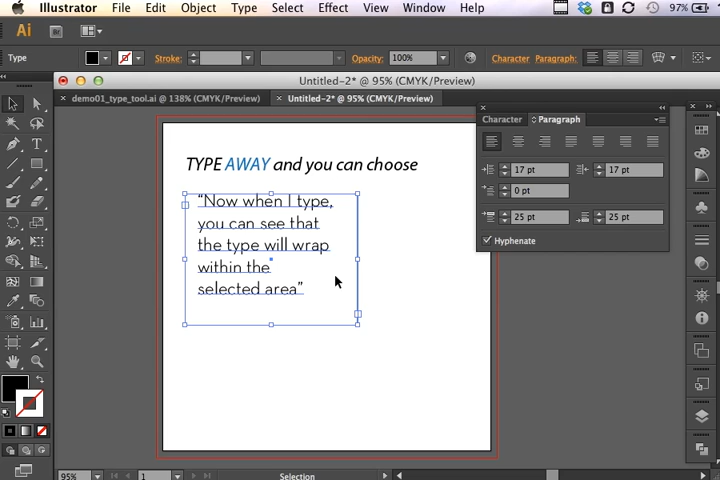 Illustrator File Edit Object Type Select Effect View Window Help 97%
Ai Br
Type Stroke: Opacity: 100% Character Paragraph:
Untitled-2* @ 95% (CMYK/Preview)
demo01_type_tool.ai @ 138% (CMYK/Preview) Untitled-2* @ 95% (CMYK/Preview)
Character Paragraph
17 pt 17 pt
0 pt
25 pt 25 pt
Hyphenate
TYPE AWAY and you can choose
“Now when I type,
you can see that
the type will wrap
within the
selected area”
95% 1 Selection